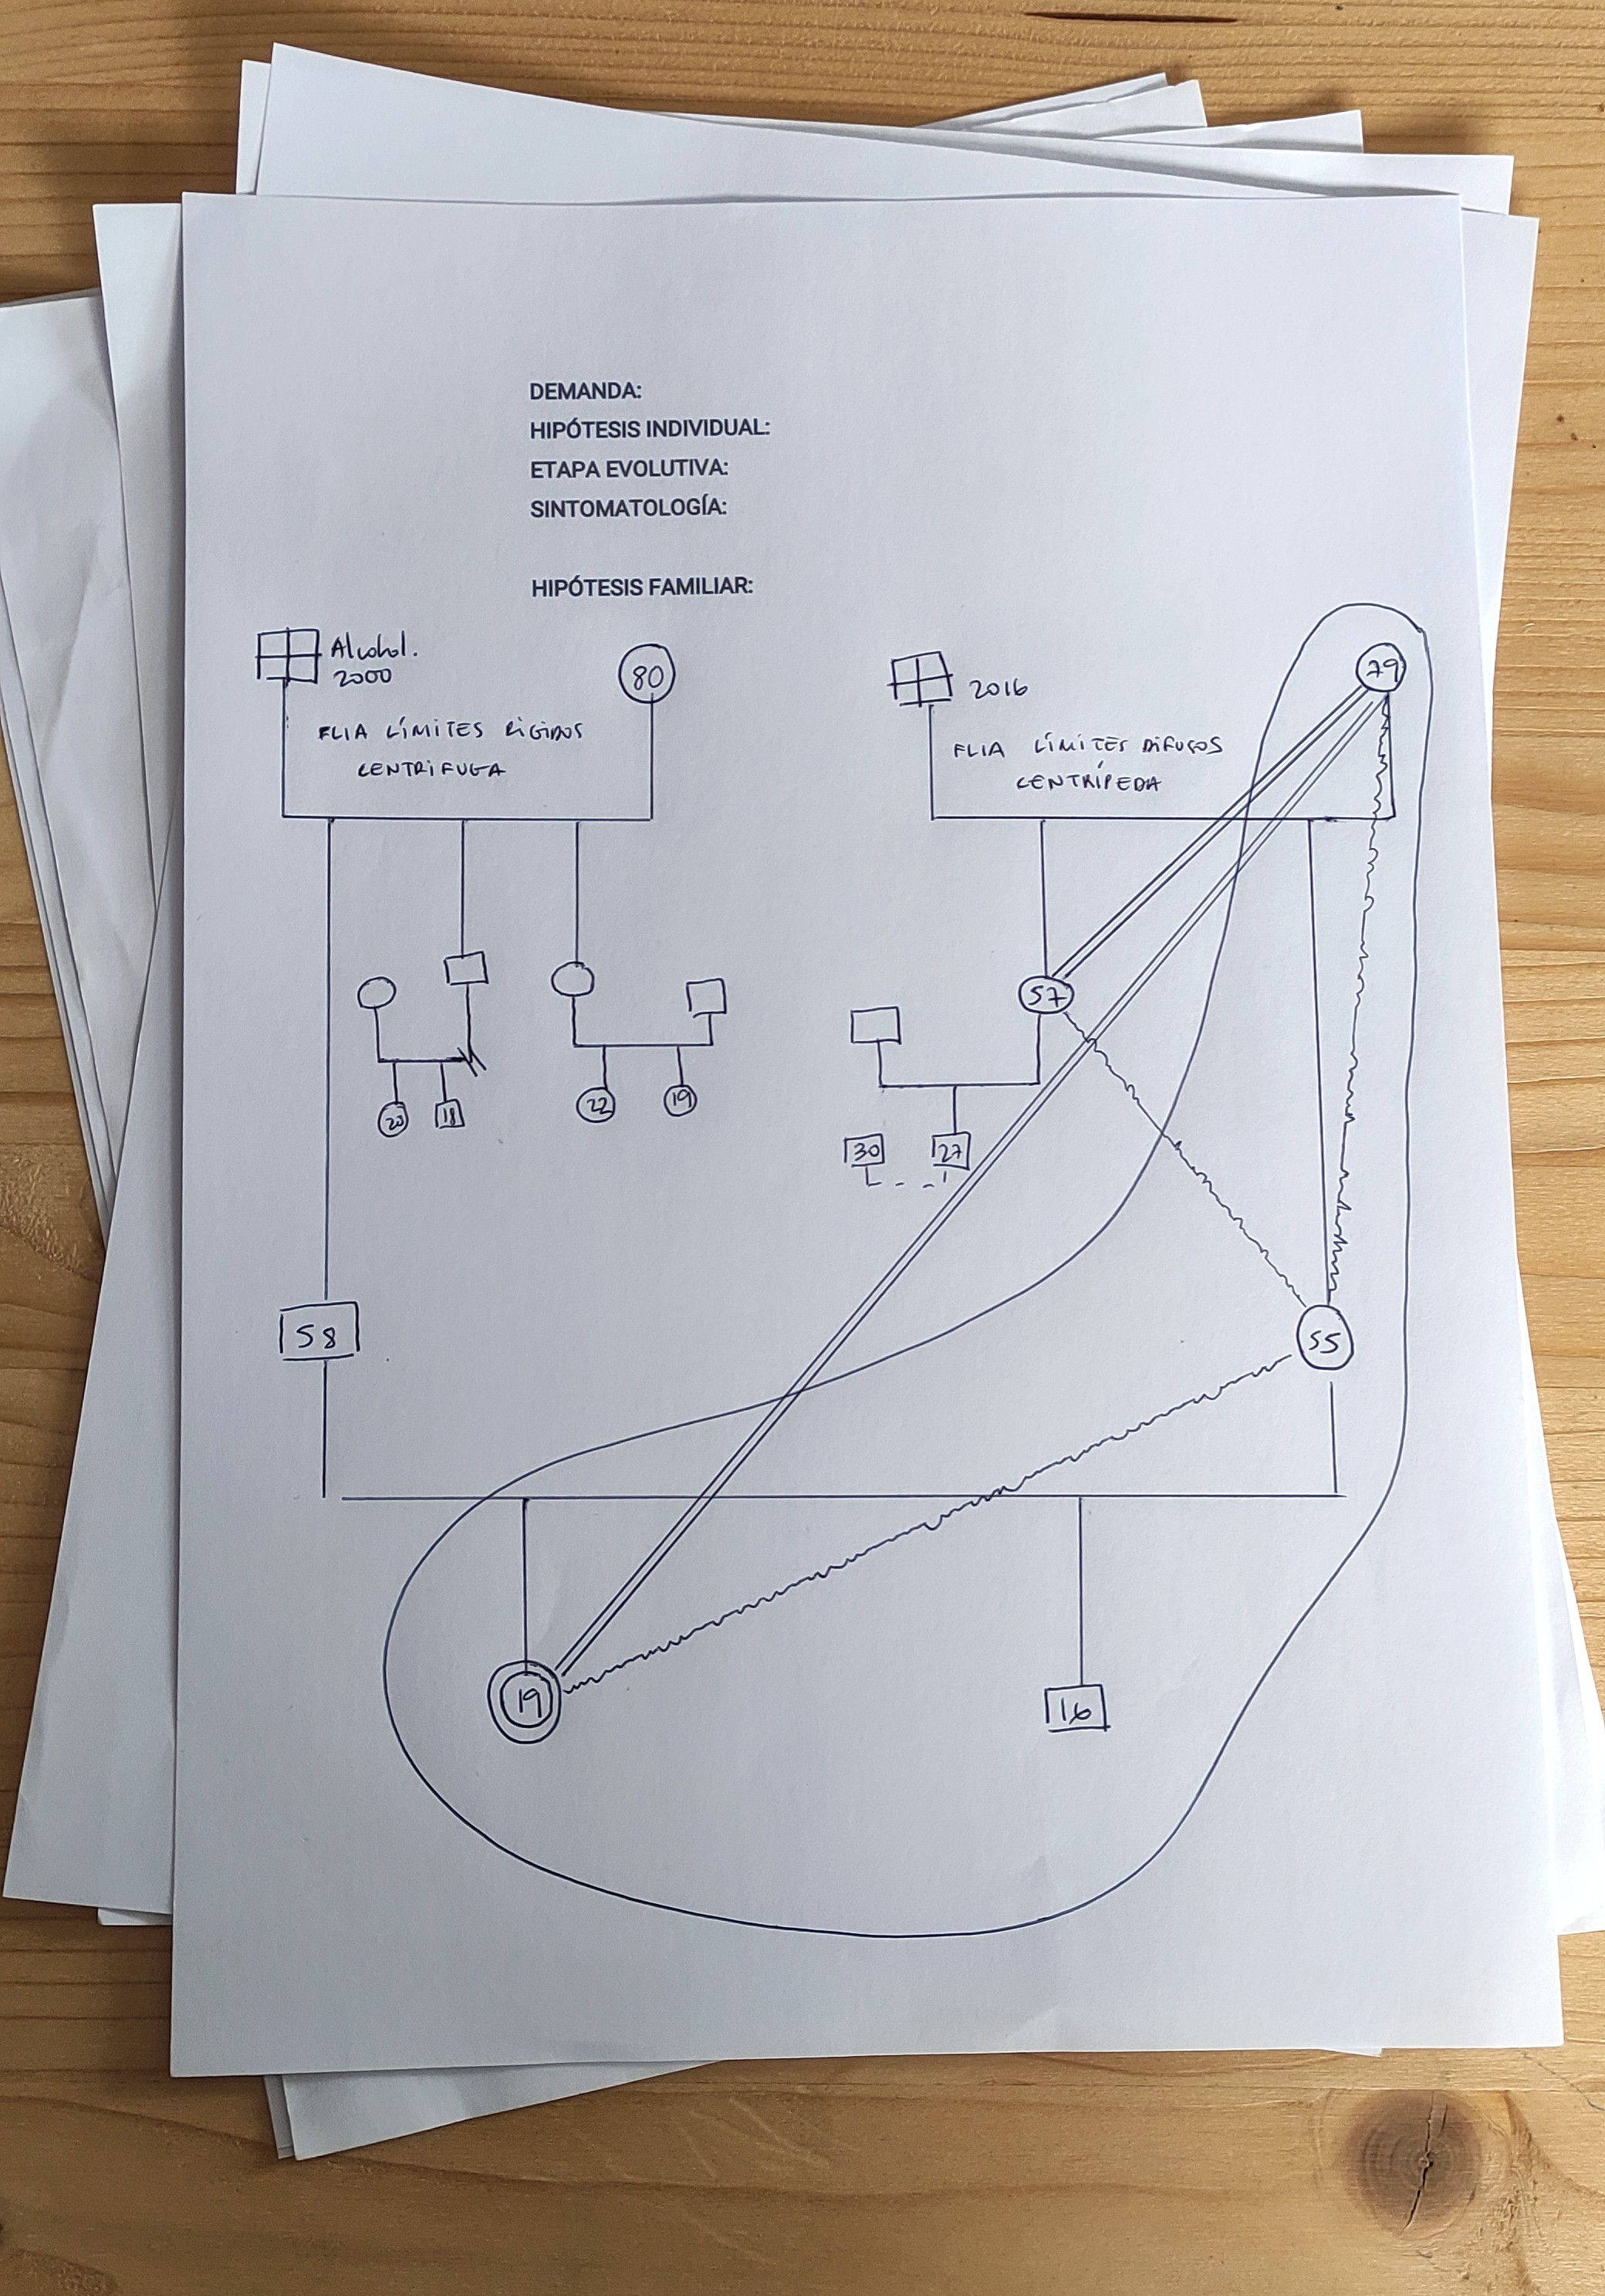 DEMANDA:
HIPÓTESIS INDIVIDUAL:
ETAPA EVOLUTIVA:
SINTOMATOLOGÍA:
HIPÓTESIS FAMILIAR:
Alcohol.
2000
80
2016
79
FLIA LÍMITES RIGIDOS
CENTRIFUGA
FLIA LÍMITES DIFUSOS
CENTRÍPEDA
57
20
18
22
19
30
27
58
55
19
16